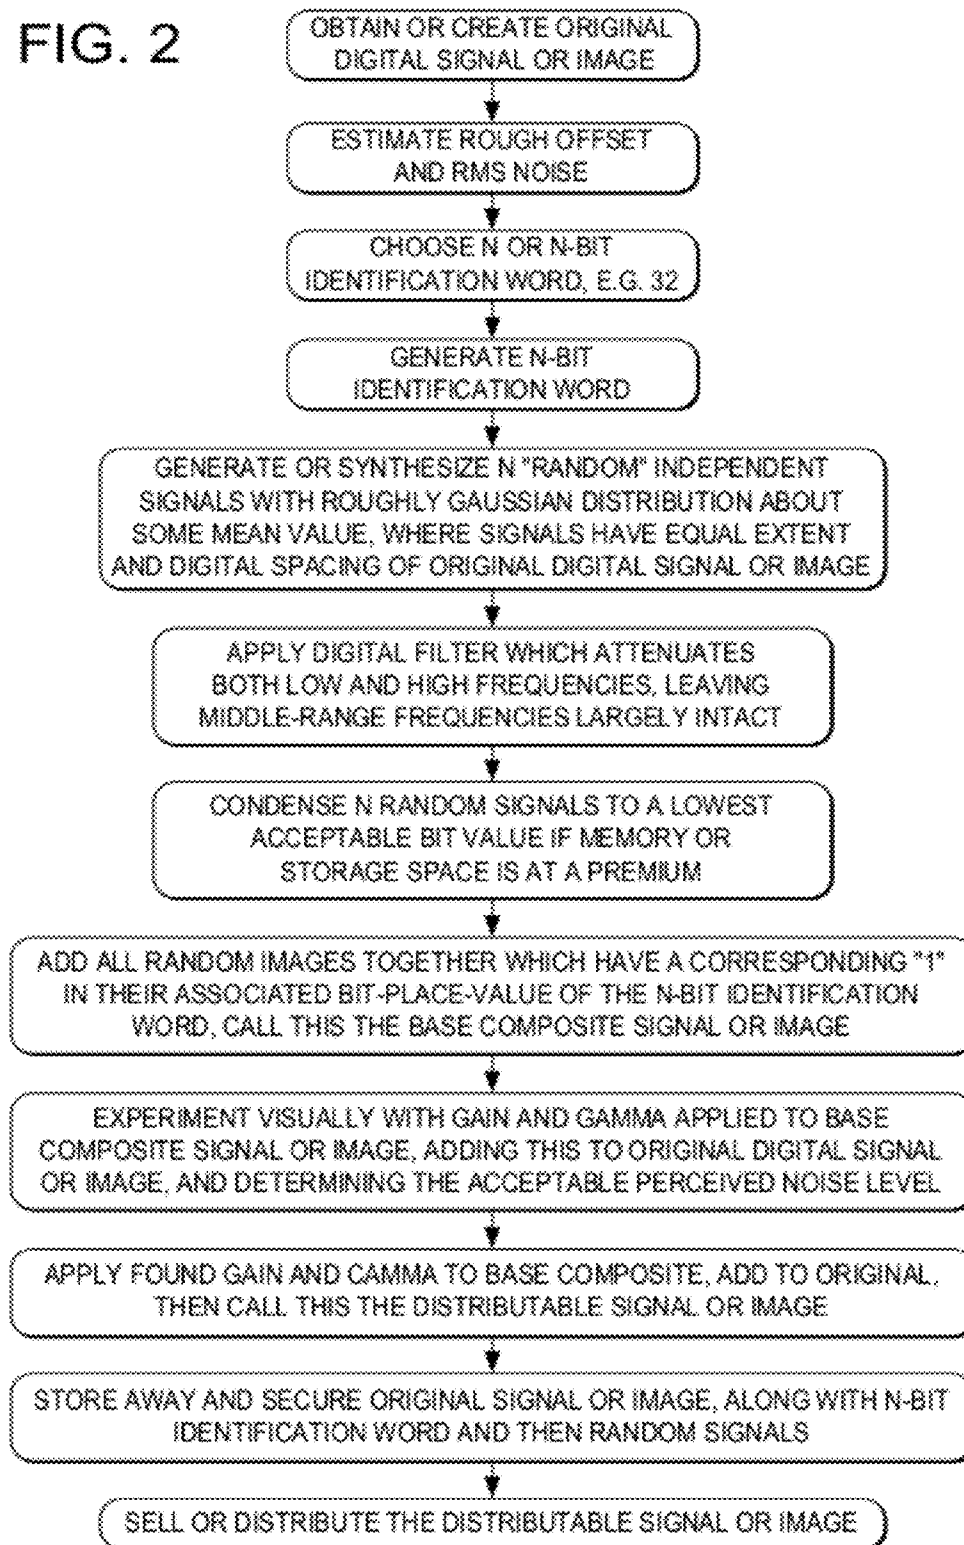 FIG. 2
OBTAIN OR CREATE ORIGINAL
DIGITAL SIGNAL OR IMAGE
ESTIMATE ROUGH OFFSET
AND RMS NOISE
CHOOSE N OR N-BIT
IDENTIFICATION WORD, E.G. 32
GENERATE N-BIT
IDENTIFICATION WORD
GENERATE OR SYNTHESIZE N "RANDOM" INDEPENDENT
SIGNALS WITH ROUGHLY GAUSSIAN DISTRIBUTION ABOUT
SOME MEAN VALUE, WHERE SIGNALS HAVE EQUAL EXTENT
AND DIGITAL SPACING OF ORIGINAL DIGITAL SIGNAL OR IMAGE
APPLY DIGITAL FILTER WHICH ATTENUATES
BOTH LOW AND HIGH FREQUENCIES, LEAVING
MIDDLE-RANGE FREQUENCIES LARGELY INTACT
CONDENSE N RANDOM SIGNALS TO A LOWEST
ACCEPTABLE BIT VALUE IF MEMORY OR
STORAGE SPACE IS AT A PREMIUM
ADD ALL RANDOM IMAGES TOGETHER WHICH HAVE A CORRESPONDING "1"
IN THEIR ASSOCIATED BIT-PLACE-VALUE OF THE N-BIT IDENTIFICATION
WORD, CALL THIS THE BASE COMPOSITE SIGNAL OR IMAGE
EXPERIMENT VISUALLY WITH GAIN AND GAMMA APPLIED TO BASE
COMPOSITE SIGNAL OR IMAGE, ADDING THIS TO ORIGINAL DIGITAL SIGNAL
OR IMAGE, AND DETERMINING THE ACCEPTABLE PERCEIVED NOISE LEVEL
APPLY FOUND GAIN AND CAMMA TO BASE COMPOSITE, ADD TO ORIGINAL,
THEN CALL THIS THE DISTRIBUTABLE SIGNAL OR IMAGE
STORE AWAY AND SECURE ORIGINAL SIGNAL OR IMAGE, ALONG WITH N-BIT
IDENTIFICATION WORD AND THEN RANDOM SIGNALS
SELL OR DISTRIBUTE THE DISTRIBUTABLE SIGNAL OR IMAGE